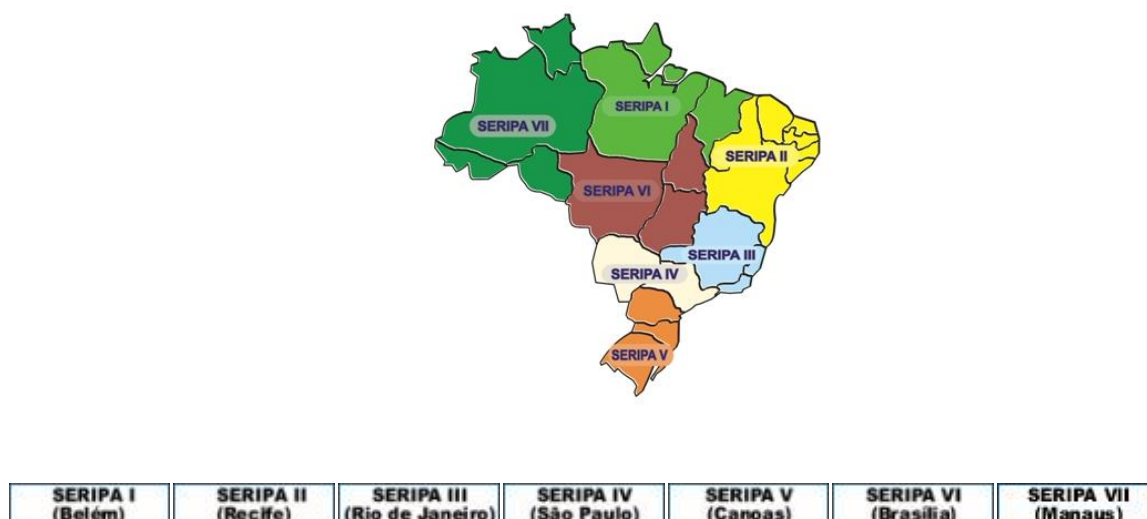 SERIPA I
SERIPA VII
SERIPA II
SERIPA VI
SERIPA III
SERIPA IV
SERIPA V
SERIPA I
(Belém)
SERIPA II
(Recife)
SERIPA III
(Rio de Janeiro)
SERIPA IV
(São Paulo)
SERIPA V
(Canoas)
SERIPA VI
(Brasília)
SERIPA VII
(Manaus)